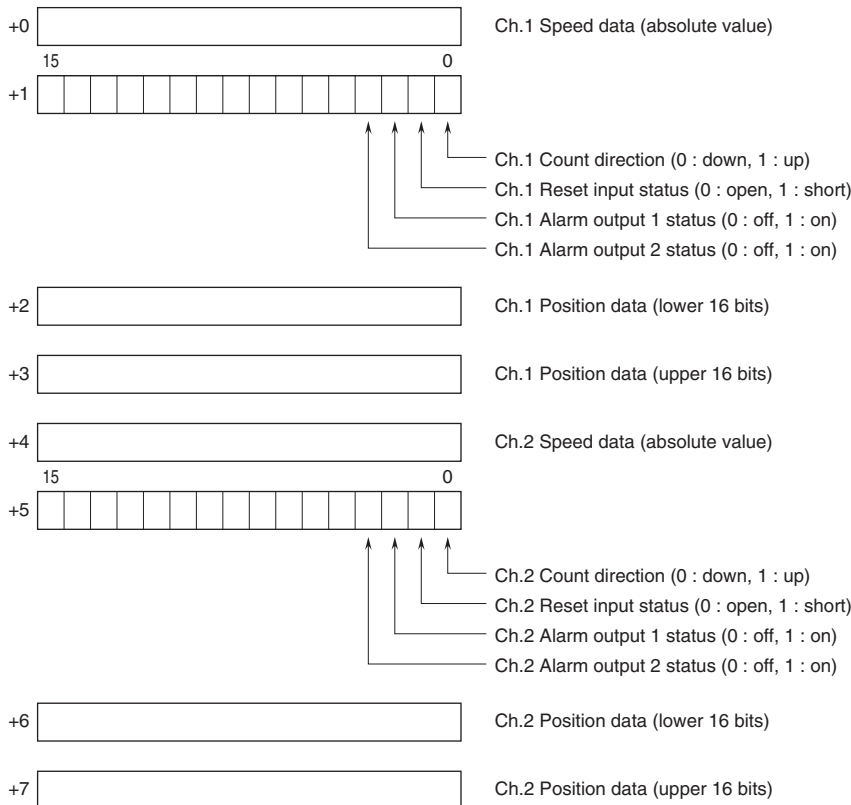 +0 Ch.1 Speed data (absolute value)
15 0
+1
Ch.1 Count direction (0 : down, 1 : up)
Ch.1 Reset input status (0 : open, 1 : short)
Ch.1 Alarm output 1 status (0 : off, 1 : on)
Ch.1 Alarm output 2 status (0 : off, 1 : on)
+2 Ch.1 Position data (lower 16 bits)
+3 Ch.1 Position data (upper 16 bits)
+4 Ch.2 Speed data (absolute value)
15 0
+5
Ch.2 Count direction (0 : down, 1 : up)
Ch.2 Reset input status (0 : open, 1 : short)
Ch.2 Alarm output 1 status (0 : off, 1 : on)
Ch.2 Alarm output 2 status (0 : off, 1 : on)
+6 Ch.2 Position data (lower 16 bits)
+7 Ch.2 Position data (upper 16 bits)